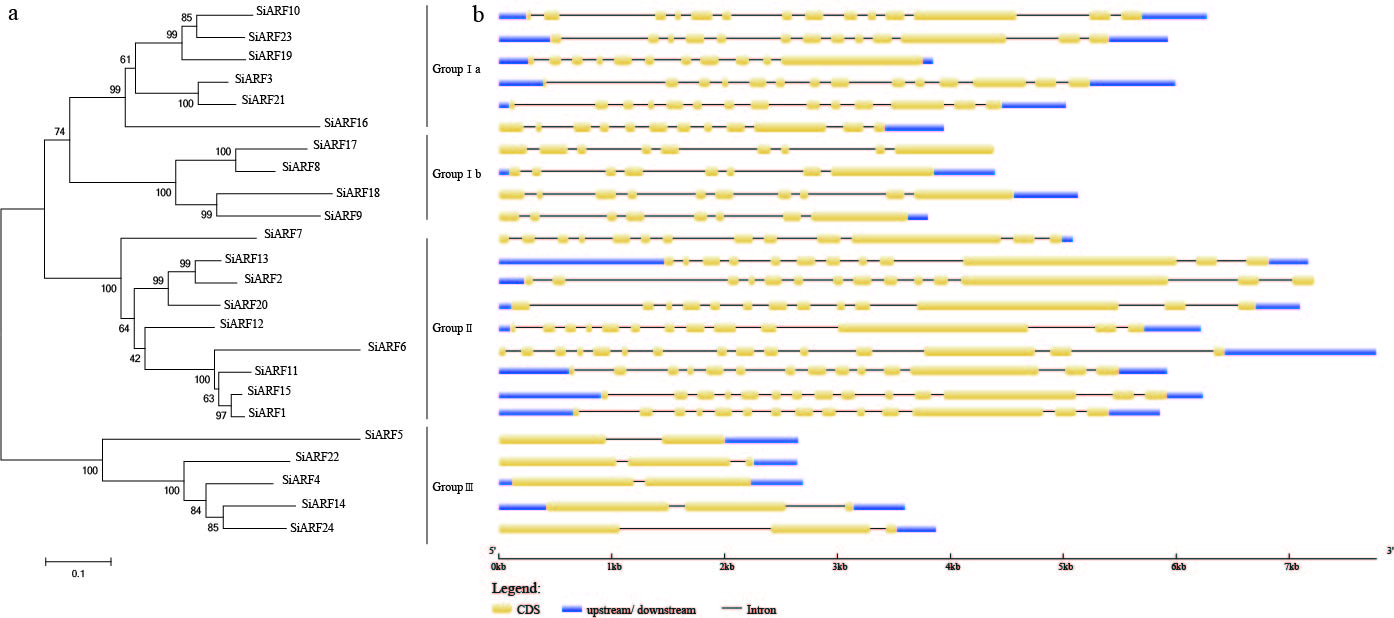 a
b
SiARF10
85
SiARF23
99
SiARF19
61
Group Ⅰ a
SiARF3
99
SiARF21
100
SiARF16
74
SiARF17
100
SiARF8
Group Ⅰ b
100
SiARF18
99
SiARF9
SiARF7
SiARF13
99
SiARF2
99
100
SiARF20
64
SiARF12
Group Ⅱ
42
SiARF6
SiARF11
100
SiARF15
63
SiARF1
97
SiARF5
SiARF22
100
SiARF4
Group Ⅲ
100
SiARF14
84
SiARF24
85
0.1
5'
3'
0kb 1kb 2kb 3kb 4kb 5kb 6kb 7kb
Legend:
CDS upstream/ downstream Intron